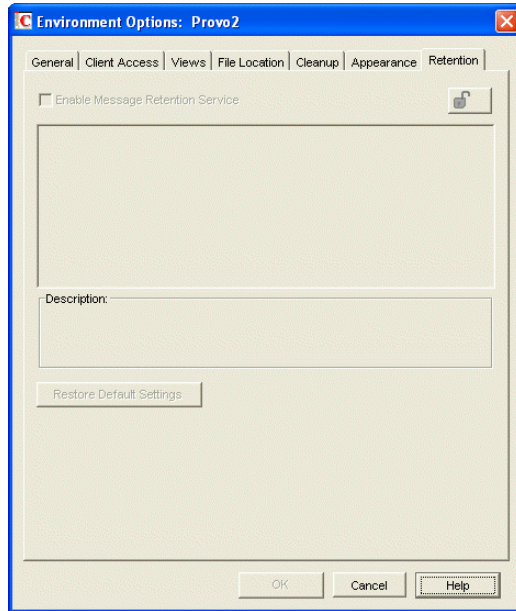 Environment Options: Provo2
General Client Access Views File Location Cleanup Appearance Retention
Enable Message Retention Service
Description:
Restore Default Settings
OK Cancel Help